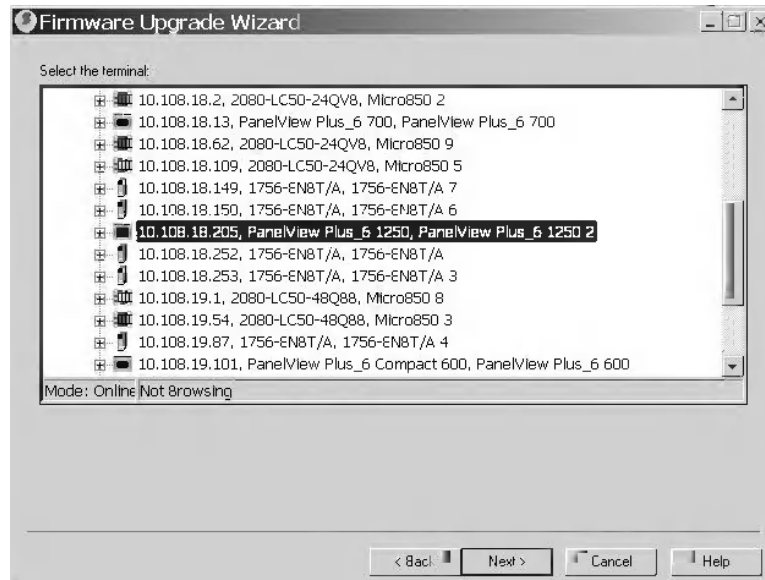 Firmware Upgrade Wizard
Select the terminal:
10.108.18.2, 2080-LC50-24QV8, Micro850 2
10.108.18.13, PanelView Plus_6 700, PanelView Plus_6 700
10.108.18.62, 2080-LC50-24QV8, Micro850 9
10.108.18.109, 2080-LC50-24QV8, Micro850 5
10.108.18.149, 1756-EN8T/A, 1756-EN8T/A 7
10.108.18.150, 1756-EN8T/A, 1756-EN8T/A 6
10.108.18.205, PanelView Plus_6 1250, PanelView Plus_6 1250 2
10.108.18.252, 1756-EN8T/A, 1756-EN8T/A
10.108.18.253, 1756-EN8T/A, 1756-EN8T/A 3
10.108.19.1, 2080-LC50-48Q88, Micro850 8
10.108.19.54, 2080-LC50-48Q88, Micro850 3
10.108.19.87, 1756-EN8T/A, 1756-EN8T/A 4
10.108.19.101, PanelView Plus_6 Compact 600, PanelView Plus_6 600
Mode: Online Not 8rowsing
< 8ack Next > Cancel Help